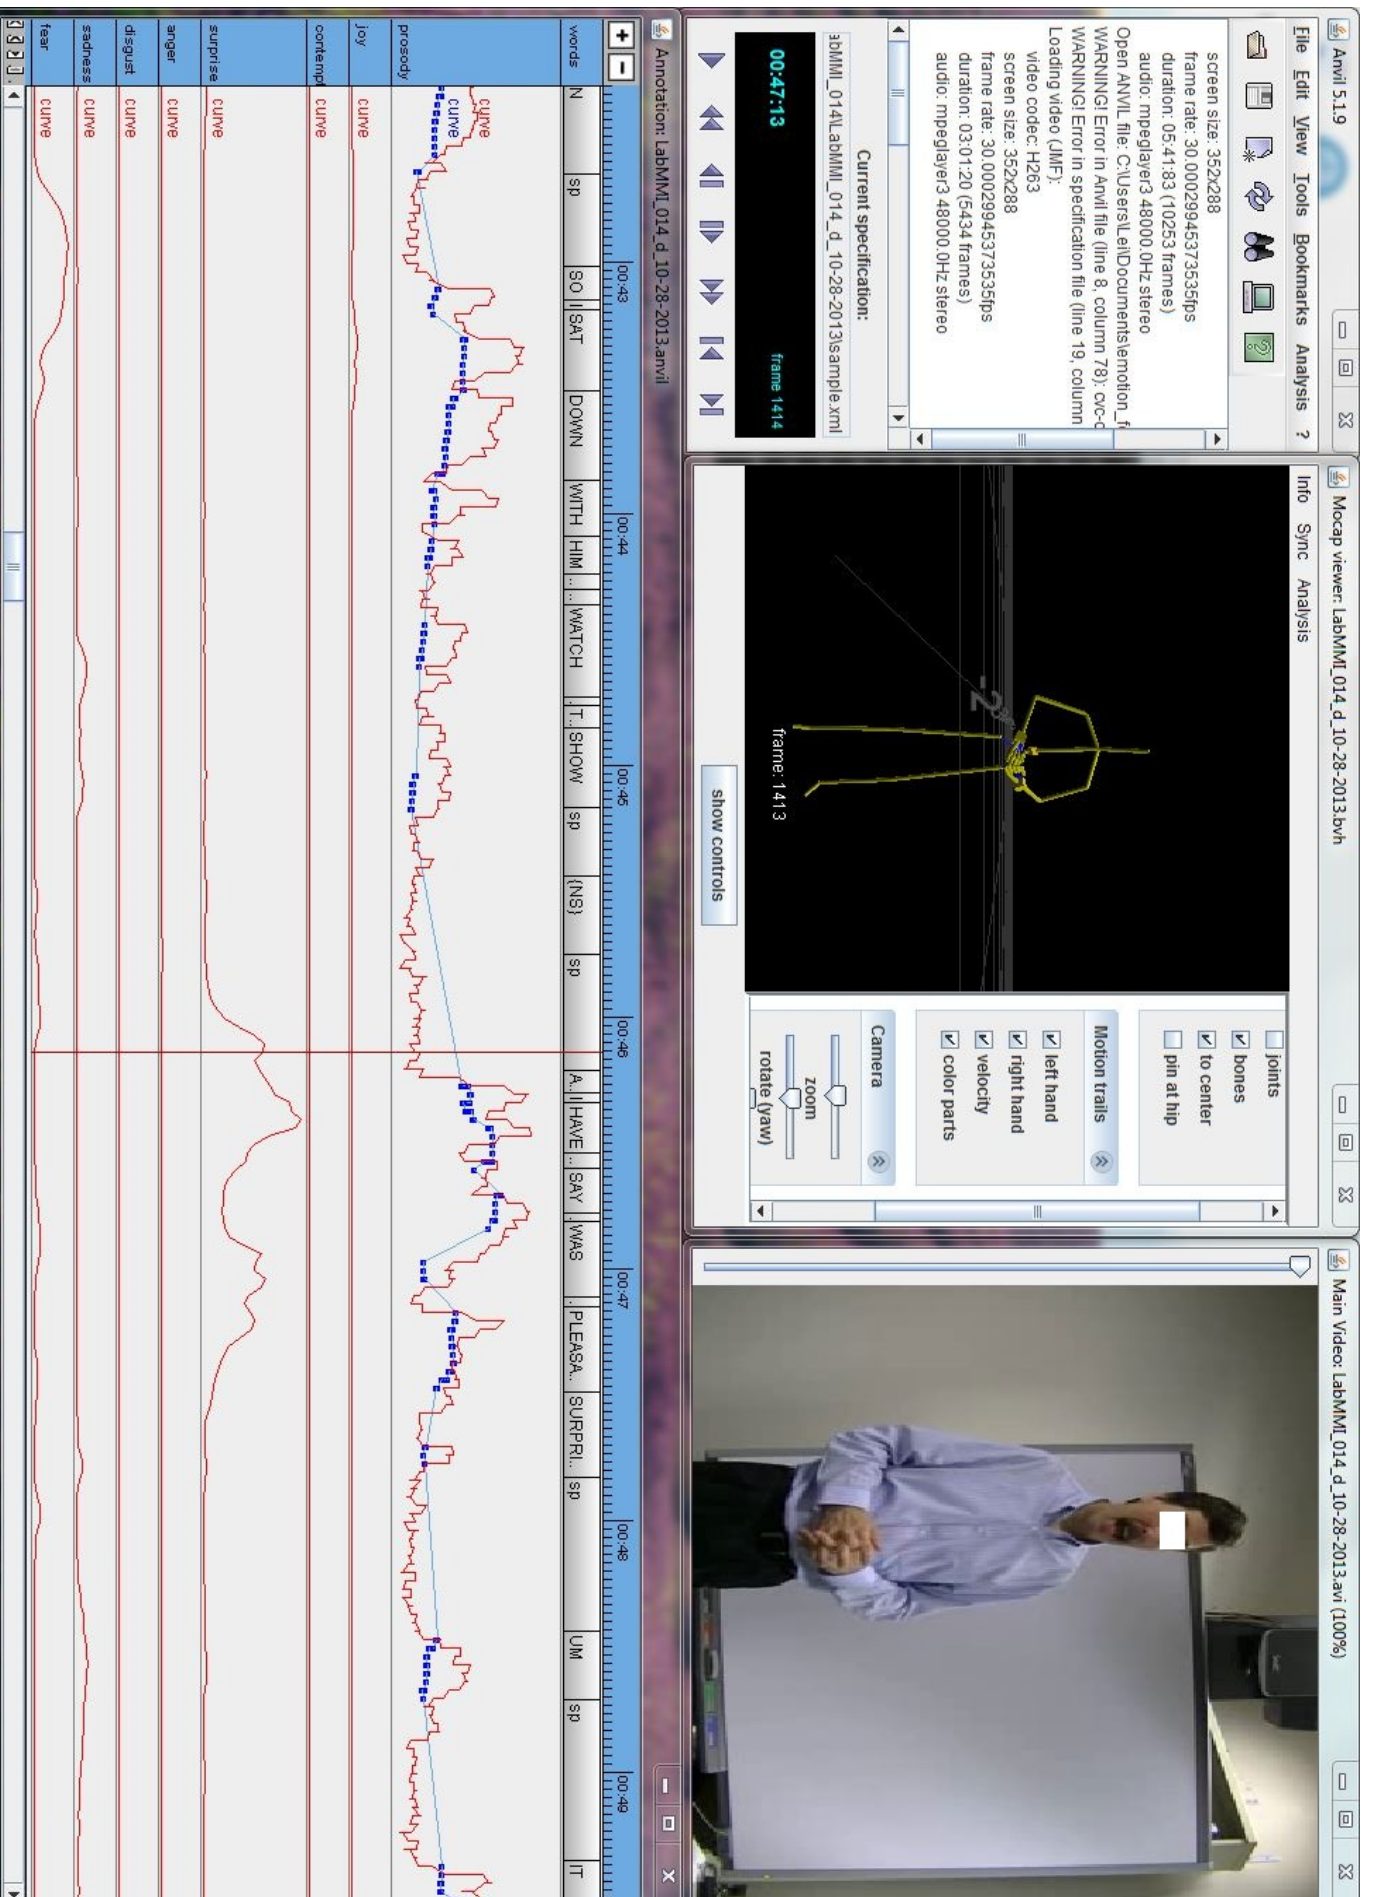 Anvil 5.1.9
File Edit View Tools Bookmarks Analysis ?
screen size: 352x288
frame rate: 30.00029945373535fps
duration: 05:41:83 (10253 frames)
audio: mpeglayer3 48000.0Hz stereo
Open ANVIL file: C:\Users\Lei\Documents\emotion_f
WARNING! Error in Anvil file (line 8, column 78): cvc-c
WARNING! Error in specification file (line 19, column
Loading video (JMF):
video codec: H263
screen size: 352x288
frame rate: 30.00029945373535fps
duration: 03:01:20 (5434 frames)
audio: mpeglayer3 48000.0Hz stereo
Current specification:
abMMI_014\LabMMI_014_d_10-28-2013\sample.xml
00:47:13 frame 1414
Mocap viewer: LabMMI_014_d_10-28-2013.bvh
Info Sync Analysis
-2
frame: 1413
show controls
joints
bones
to center
pin at hip
Motion trails
left hand
right hand
velocity
color parts
Camera
zoom
rotate (yaw)
Main Video: LabMMI_014_d_10-28-2013.avi (100%)
Annotation: LabMMI_014_d_10-28-2013.anvil
+ -
00:43 00:44 00:45 00:46 00:47 00:48 00:49
words N sp SO I SAT DOWN WITH HIM .. .. WATCH . T.. SHOW sp {NS} sp A.. I HAVE .. SAY . WAS . PLEASA.. SURPRI.. sp UM sp IT
prosody curve curve
joy curve
contempt curve
surprise curve
anger curve
disgust curve
sadness curve
fear curve